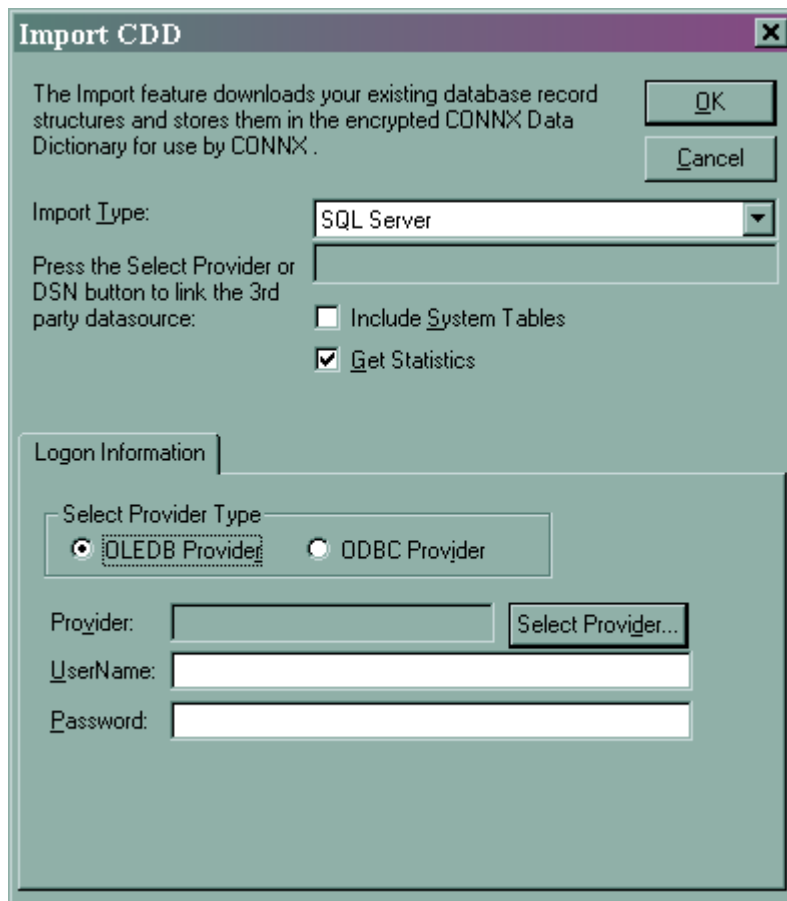 Import CDD
The Import feature downloads your existing database record
structures and stores them in the encrypted CONNX Data
Dictionary for use by CONNX .
OK
Cancel
Import Type:
SQL Server
Press the Select Provider or
DSN button to link the 3rd
party datasource:
Include System Tables
Get Statistics
Logon Information
Select Provider Type
OLEDB Provider
ODBC Provider
Provider:
Select Provider...
UserName:
Password: